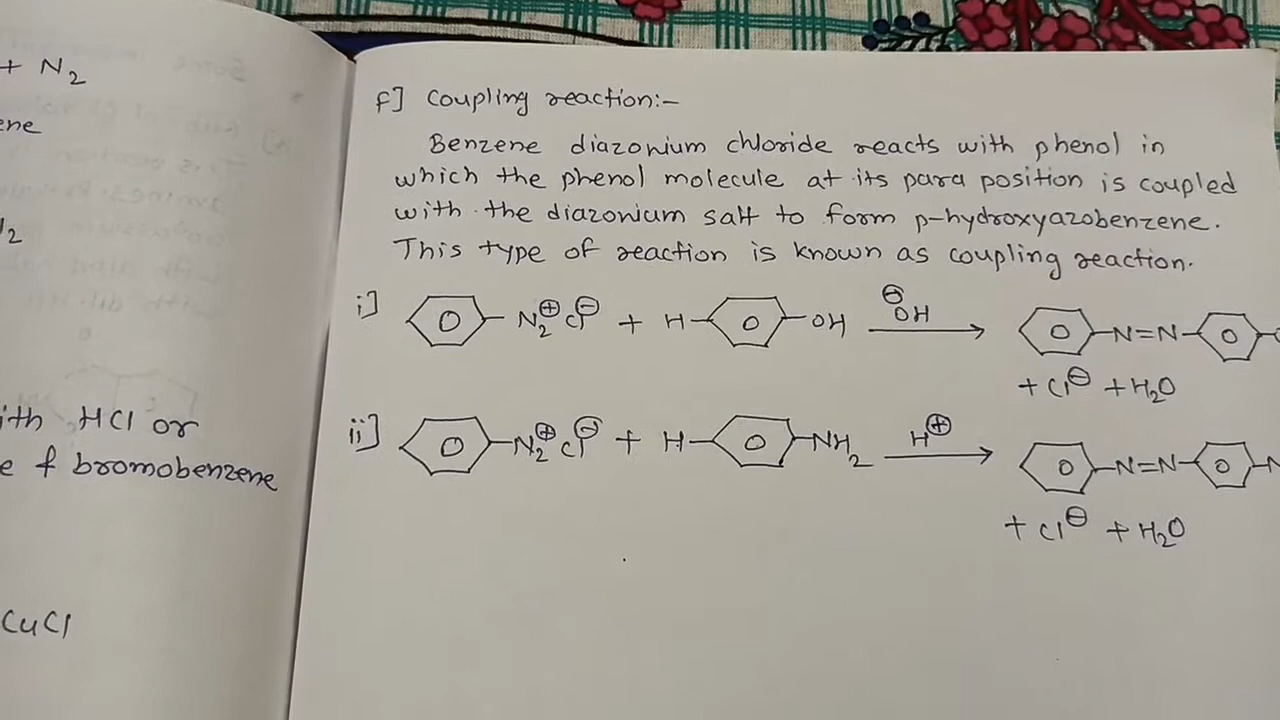 + N₂
ene
ith HCl or
e & bromobenzene
CuCl
F] Coupling reaction:-
Benzene diazonium chloride reacts with phenol in
which the phenol molecule at its para position is coupled
with the diazonium salt to form p-hydroxyazobenzene.
This type of reaction is known as coupling reaction.
i] N₂⊕Cl⊖ + H OH ⊖OH N=N
+ Cl⊖ + H₂O
ii] N₂⊕Cl⊖ + H NH₂ H⊕ N=N N
+ Cl⊖ + H₂O